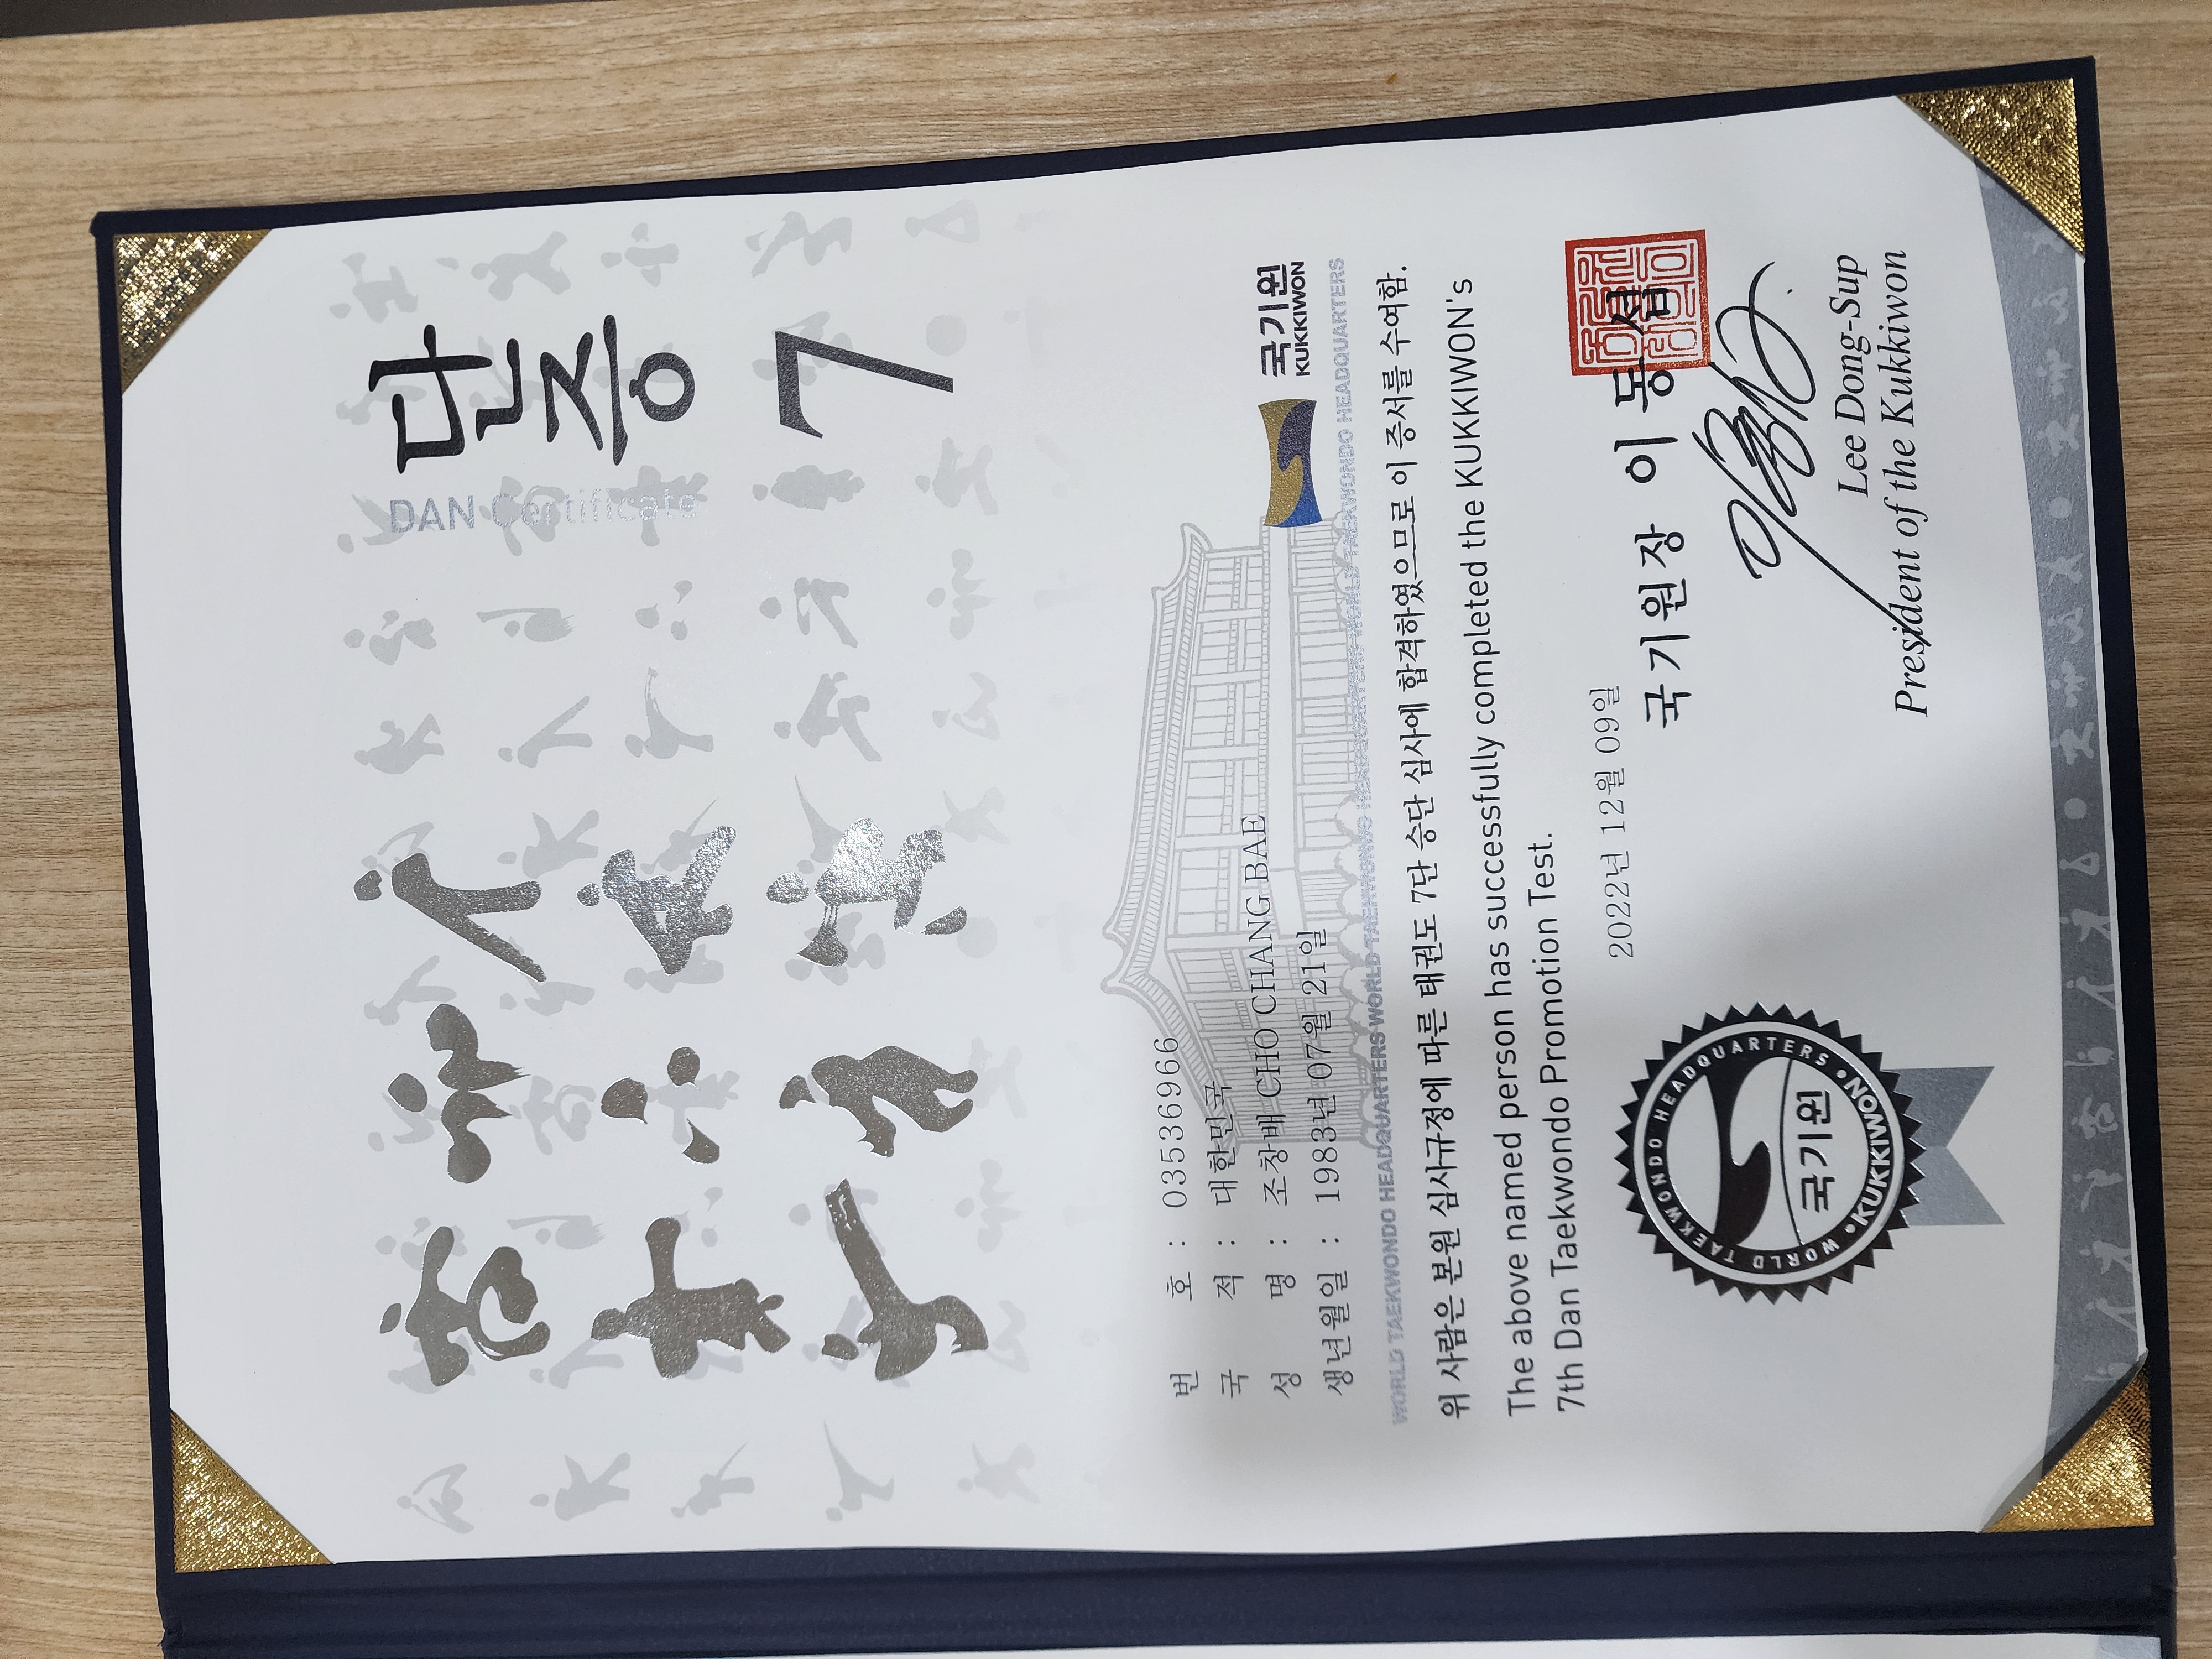 단증
DAN Certificate
7
번 호 : 03536966
국 적 : 대한민국
성 명 : 조창배 CHO CHANG BAE
생년월일 : 1983년 07월 21일
국기원
KUKKIWON
WORLD TAEKWONDO HEADQUARTERS WORLD TAEKWONDO HEADQUARTERS WORLD TAEKWONDO HEADQUARTERS WORLD TAEKWONDO HEADQUARTERS
위 사람은 본원 심사규정에 따른 태권도 7단 승단 심사에 합격하였으므로 이 증서를 수여함.
The above named person has successfully completed the KUKKIWON's
7th Dan Taekwondo Promotion Test.
2022년 12월 09일
국기원장 이동섭
Lee Dong-Sup
President of the Kukkiwon
WORLD TAEKWONDO HEADQUARTERS
국기원
•KUKKIWON•